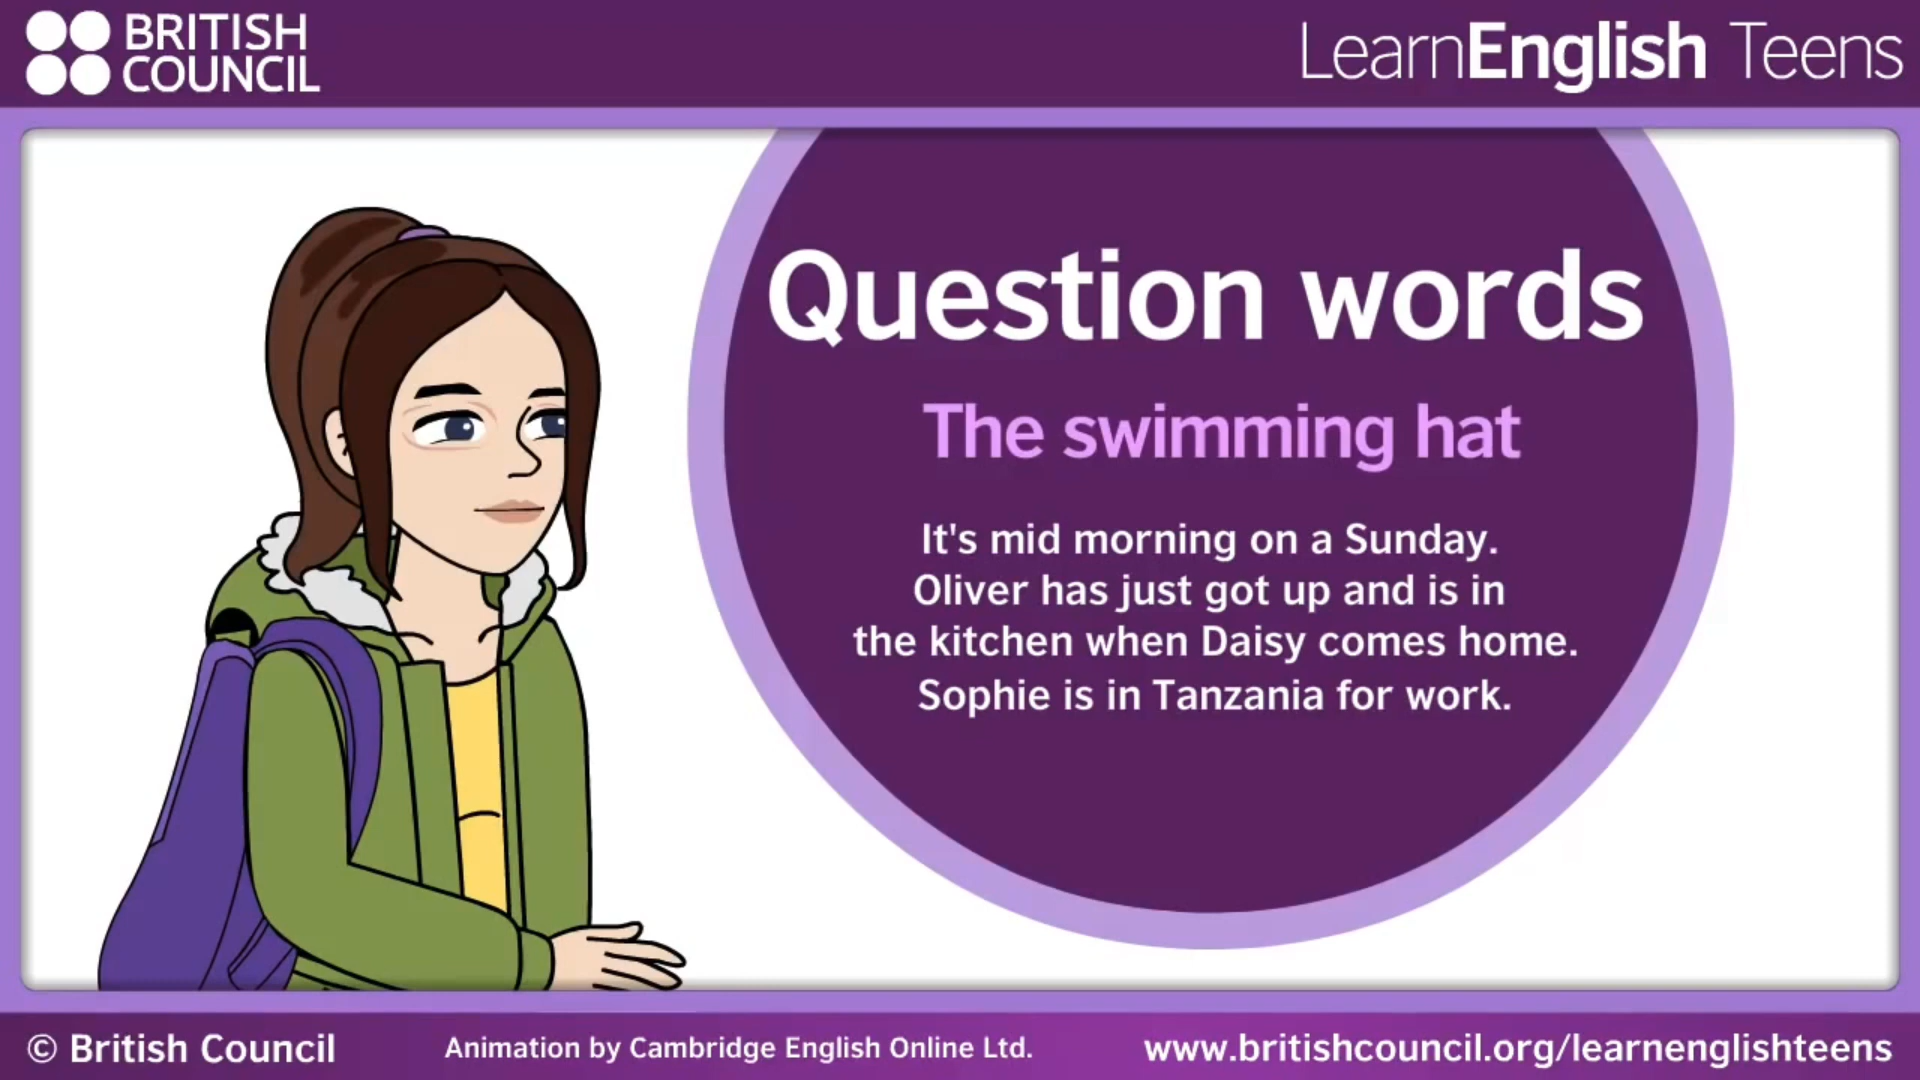 BRITISH
COUNCIL
LearnEnglish Teens
Question words
The swimming hat
It's mid morning on a Sunday.
Oliver has just got up and is in
the kitchen when Daisy comes home.
Sophie is in Tanzania for work.
© British Council
Animation by Cambridge English Online Ltd.
www.britishcouncil.org/learnenglishteens